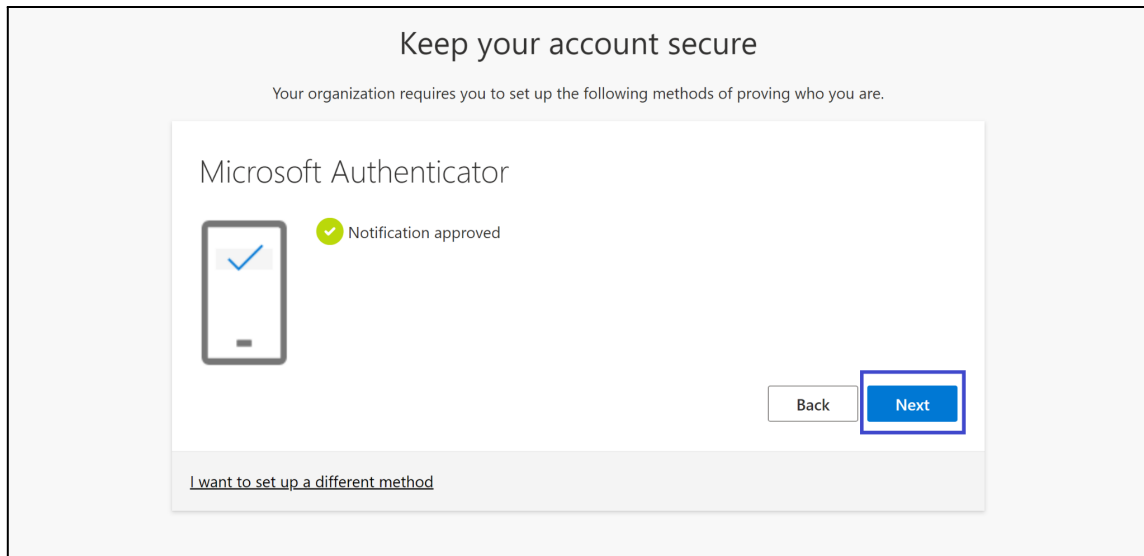 Keep your account secure
Your organization requires you to set up the following methods of proving who you are.
Microsoft Authenticator
Notification approved
Back
Next
I want to set up a different method